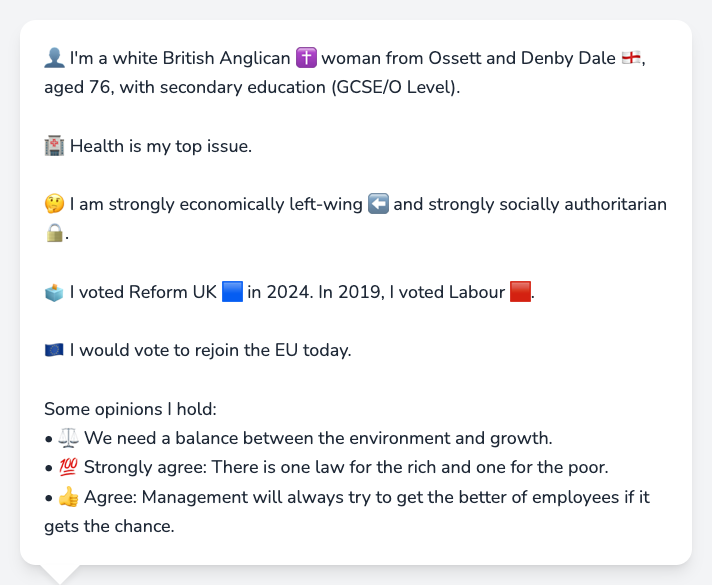 👤 I'm a white British Anglican ✝️ woman from Ossett and Denby Dale 🏴󠁧󠁢󠁥󠁮󠁧󠁿,
aged 76, with secondary education (GCSE/O Level).
🏥 Health is my top issue.
🤔 I am strongly economically left-wing ⬅️ and strongly socially authoritarian
🔒.
🗳️ I voted Reform UK 🟦 in 2024. In 2019, I voted Labour 🟥.
🇪🇺 I would vote to rejoin the EU today.
Some opinions I hold:
• ⚖️ We need a balance between the environment and growth.
• 💯 Strongly agree: There is one law for the rich and one for the poor.
• 👍 Agree: Management will always try to get the better of employees if it
gets the chance.